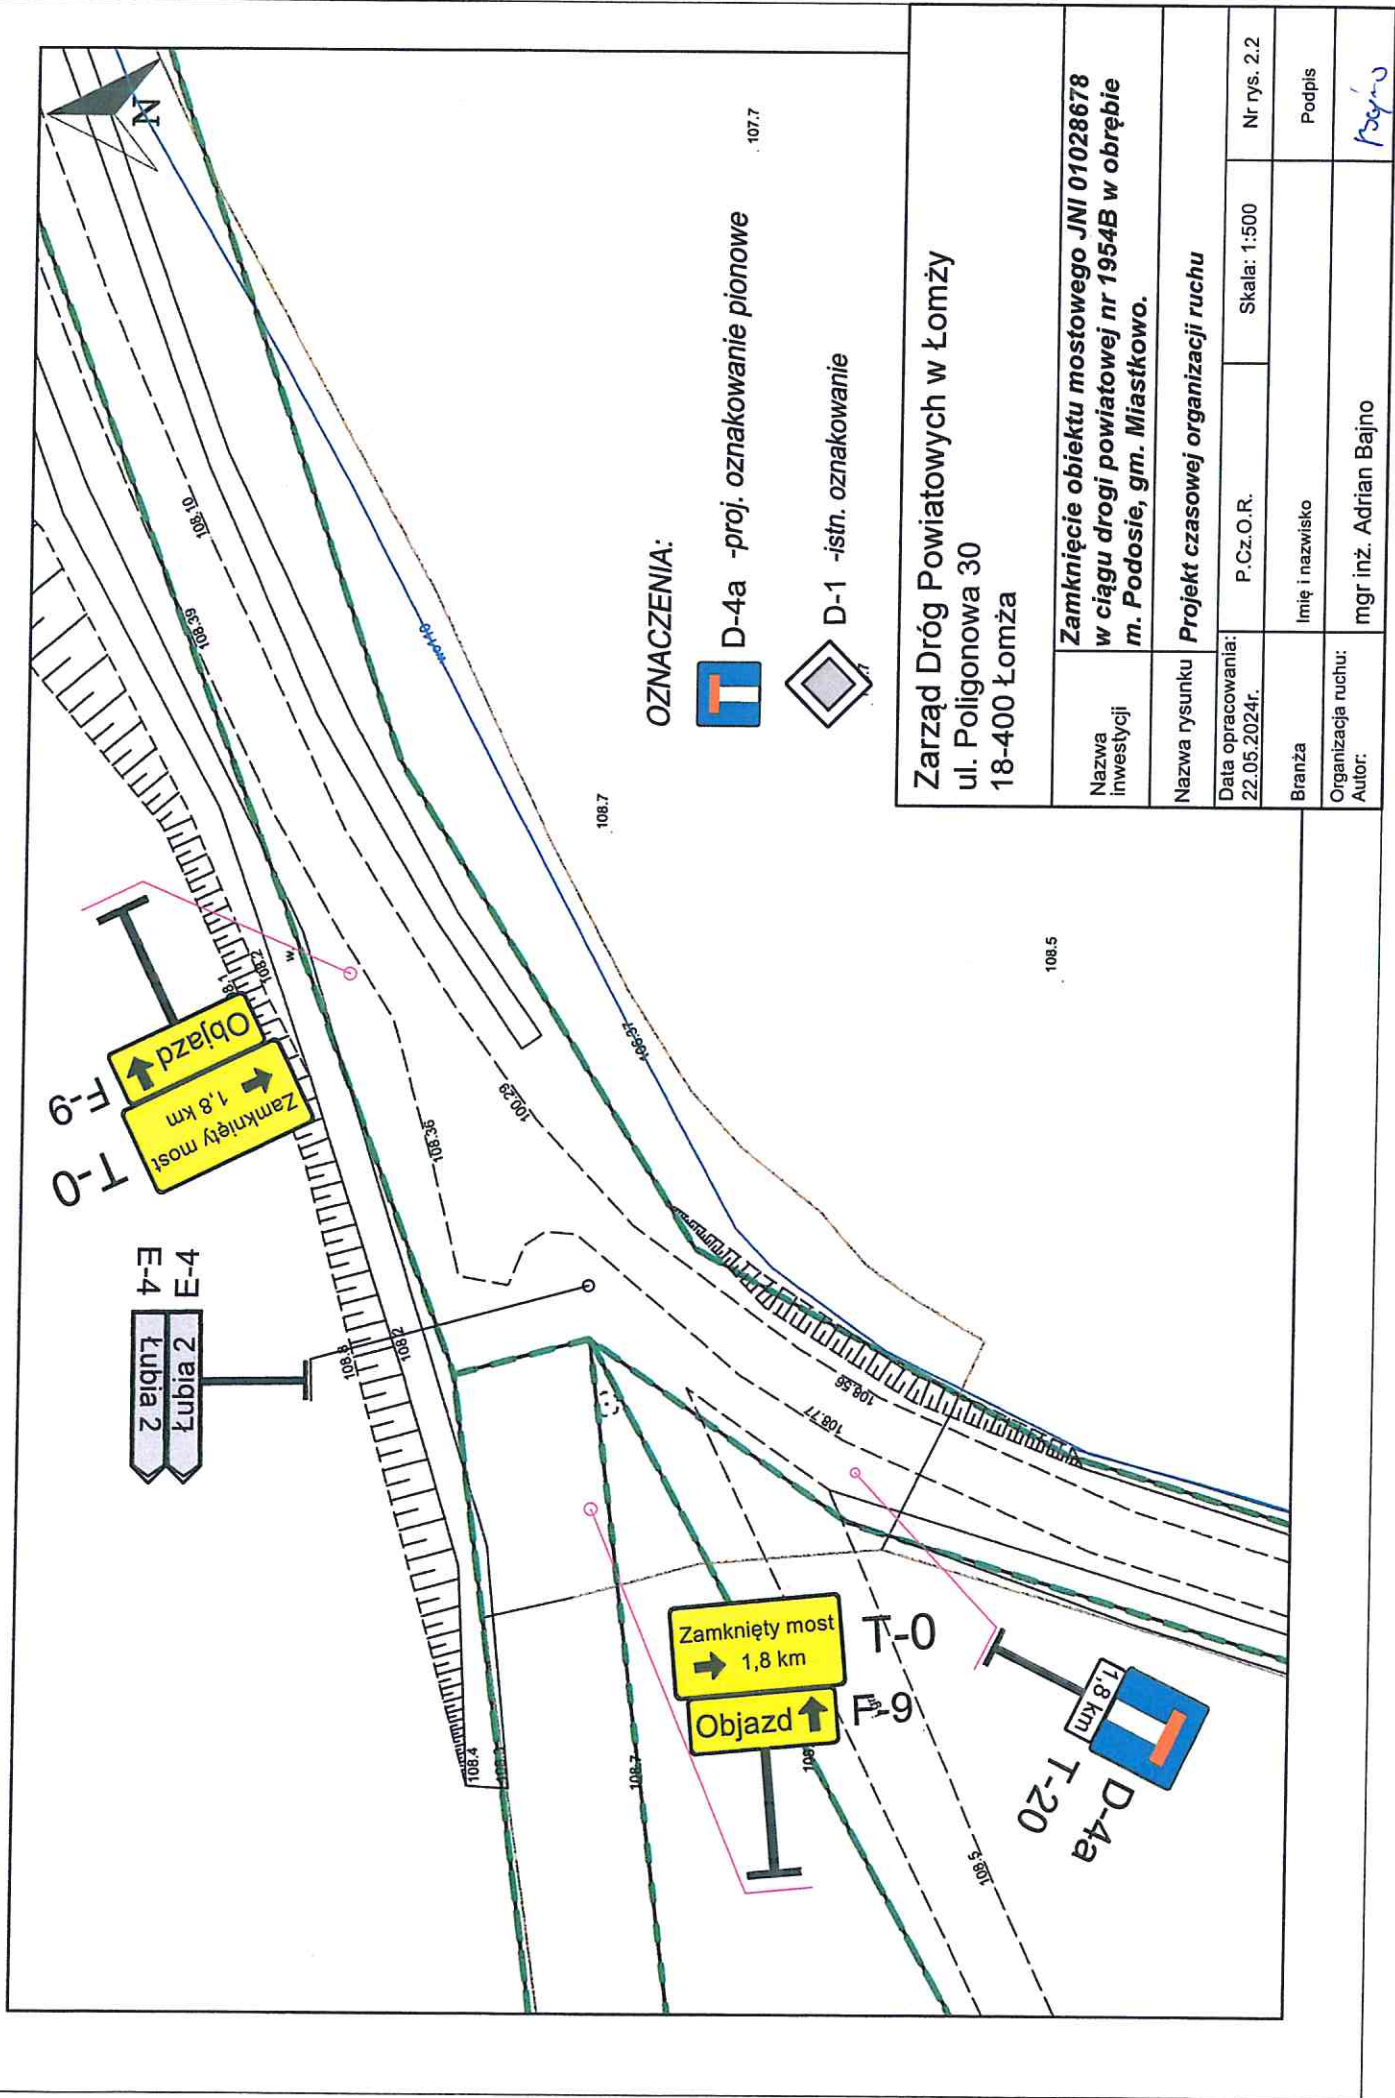 N
108.10
108.39
wo110
107.7
OZNACZENIA:
D-4a -proj. oznakowanie pionowe
D-1 -istn. oznakowanie
108.7
108.5
108.2
w
F-9
Objazd
T-0
Zamknięty most
1,8 km
E-4
E-4
Łubia 2
Łubia 2
108.36
100.29
106.37
108.8
1082
108.56
108.77
Zamknięty most
1,8 km
T-0
Objazd
F-9
108.4
108.7
108.5
1,8 km
D-4a
T-20
Zarząd Dróg Powiatowych w Łomży
ul. Poligonowa 30
18-400 Łomża
Nazwa
inwestycji
Zamknięcie obiektu mostowego JNI 01028678
w ciągu drogi powiatowej nr 1954B w obrębie
m. Podosie, gm. Miastkowo.
Nazwa rysunku
Projekt czasowej organizacji ruchu
Data opracowania:
22.05.2024r.
P.Cz.O.R.
Skala: 1:500
Nr rys. 2.2
Branża
Imię i nazwisko
Podpis
Organizacja ruchu:
Autor:
mgr inż. Adrian Bajno